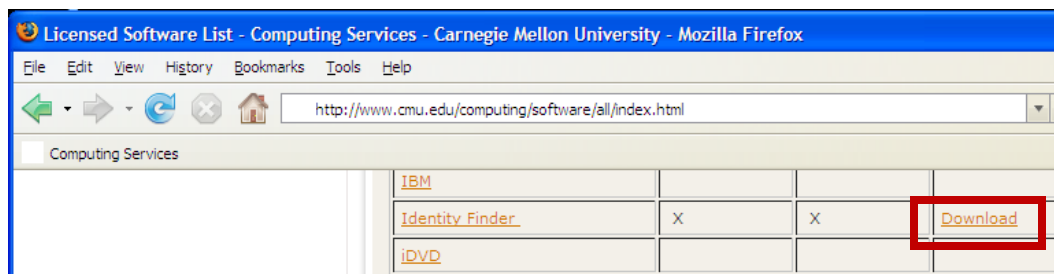 Licensed Software List - Computing Services - Carnegie Mellon University - Mozilla Firefox
File Edit View History Bookmarks Tools Help
http://www.cmu.edu/computing/software/all/index.html
Computing Services
IBM
Identity Finder X X Download
iDVD